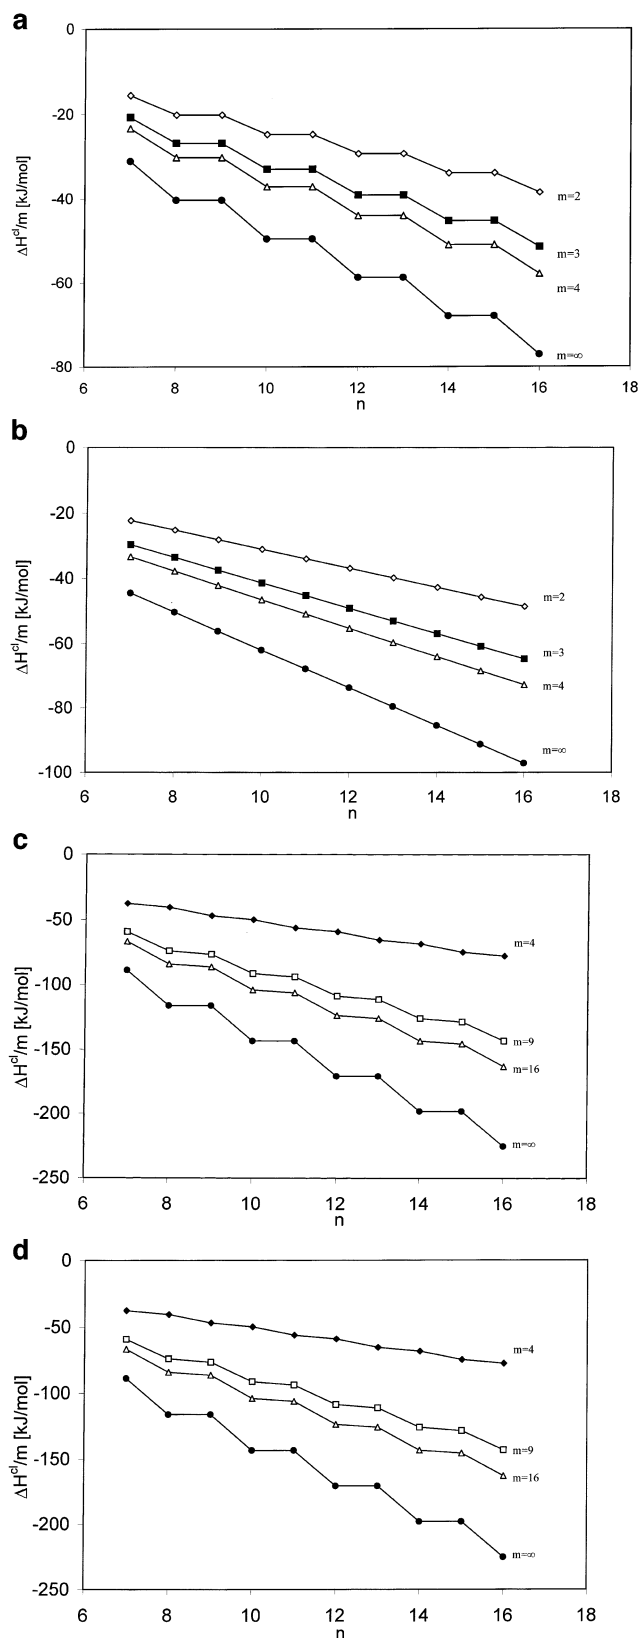 a
0
-20
-40
-60
-80
ΔH^cl/m [kJ/mol]
m=2
m=3
m=4
m=∞
6 8 10 12 14 16 18
n
b
0
-20
-40
-60
-80
-100
ΔH^cl/m [kJ/mol]
m=2
m=3
m=4
m=∞
6 8 10 12 14 16 18
n
c
0
-50
-100
-150
-200
-250
ΔH^cl/m [kJ/mol]
m=4
m=9
m=16
m=∞
6 8 10 12 14 16 18
n
d
0
-50
-100
-150
-200
-250
ΔH^cl/m [kJ/mol]
m=4
m=9
m=16
m=∞
6 8 10 12 14 16 18
n